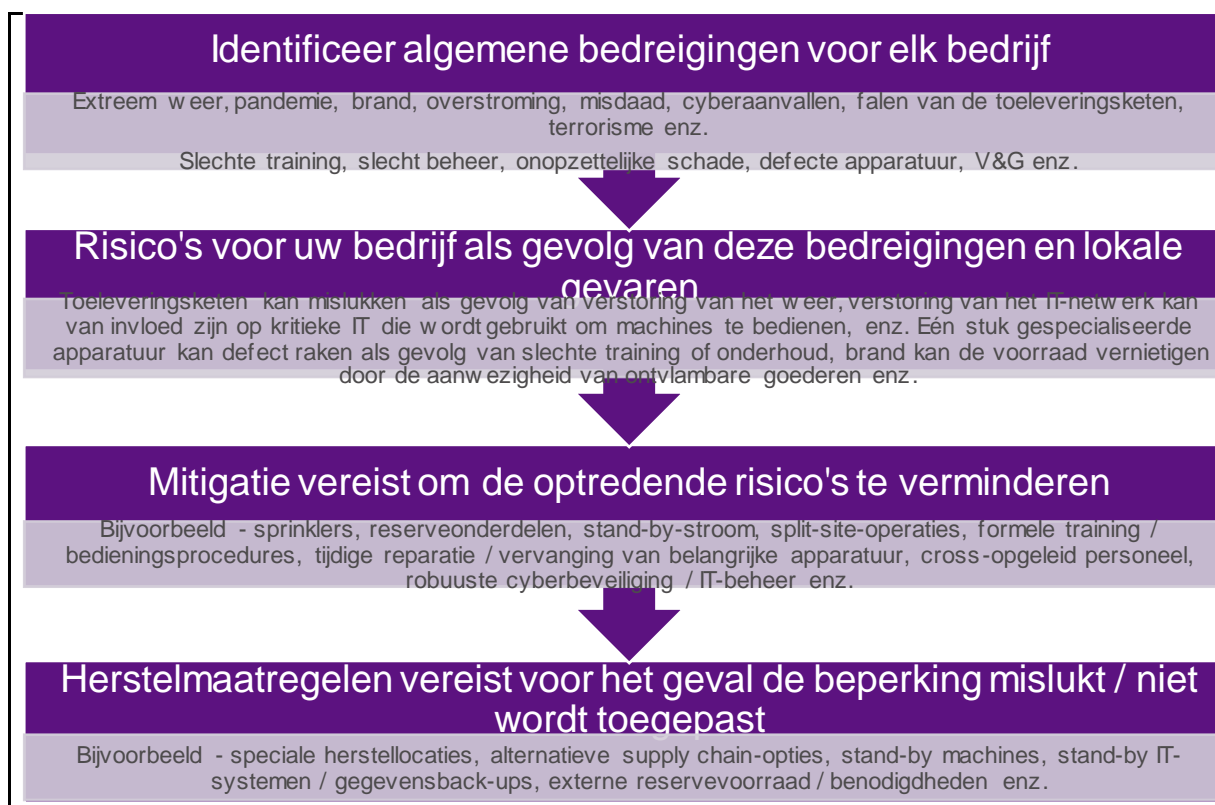 Identificeer algemene bedreigingen voor elk bedrijf
Extreem weer, pandemie, brand, overstroming, misdaad, cyberaanvallen, falen van de toeleveringsketen,
terrorisme enz.
Slechte training, slecht beheer, onopzettelijke schade, defecte apparatuur, V&G enz.
Risico's voor uw bedrijf als gevolg van deze bedreigingen en lokale
gevaren
Toeleveringsketen kan mislukken als gevolg van verstoring van het weer, verstoring van het IT-netwerk kan
van invloed zijn op kritieke IT die wordt gebruikt om machines te bedienen, enz. Eén stuk gespecialiseerde
apparatuur kan defect raken als gevolg van slechte training of onderhoud, brand kan de voorraad vernietigen
door de aanwezigheid van ontvlambare goederen enz.
Mitigatie vereist om de optredende risico's te verminderen
Bijvoorbeeld - sprinklers, reserveonderdelen, stand-by-stroom, split-site-operaties, formele training /
bedieningsprocedures, tijdige reparatie / vervanging van belangrijke apparatuur, cross-opgeleid personeel,
robuuste cyberbeveiliging / IT-beheer enz.
Herstelmaatregelen vereist voor het geval de beperking mislukt / niet
wordt toegepast
Bijvoorbeeld - speciale herstellocaties, alternatieve supply chain-opties, stand-by machines, stand-by IT-
systemen / gegevensback-ups, externe reservevoorraad / benodigdheden enz.